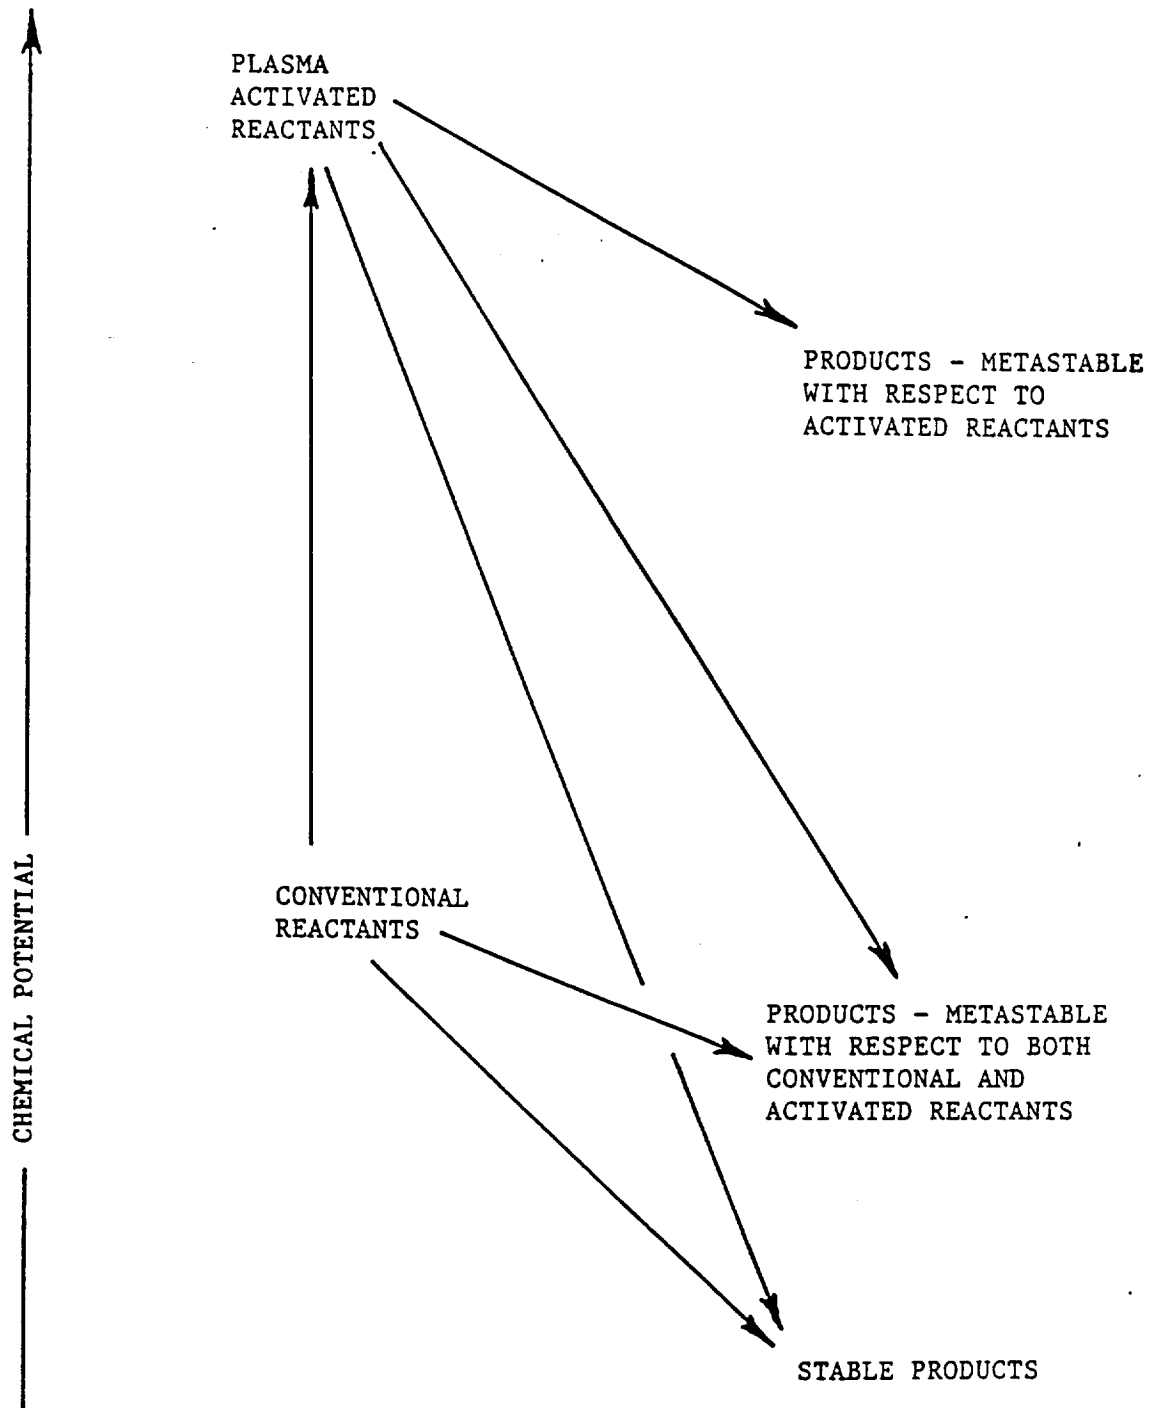 PLASMA
ACTIVATED
REACTANTS
PRODUCTS - METASTABLE
WITH RESPECT TO
ACTIVATED REACTANTS
CHEMICAL POTENTIAL
CONVENTIONAL
REACTANTS
PRODUCTS - METASTABLE
WITH RESPECT TO BOTH
CONVENTIONAL AND
ACTIVATED REACTANTS
STABLE PRODUCTS